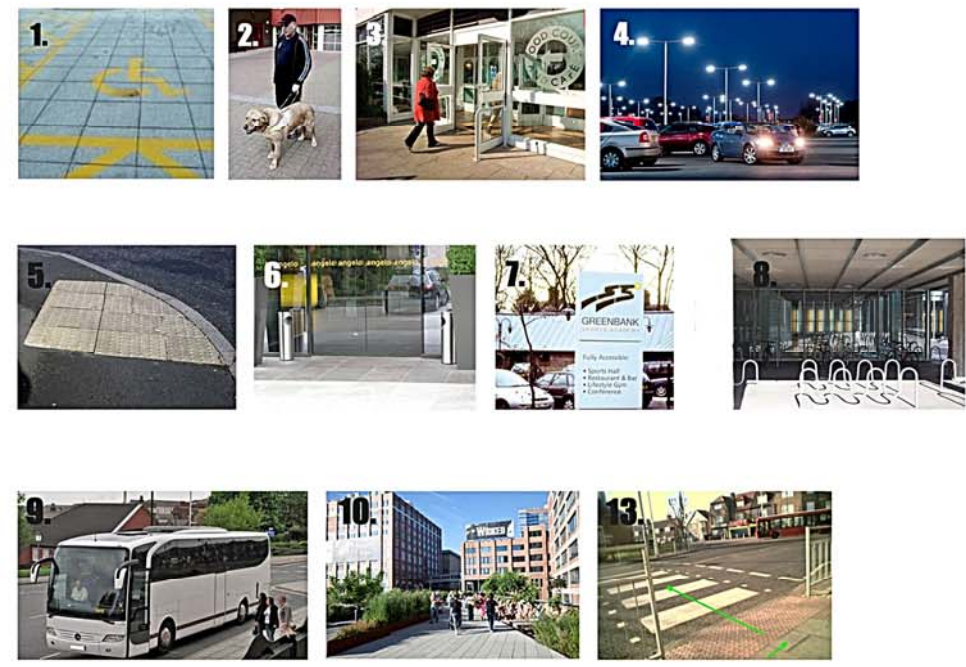 1.
2.
3.
4.
FOOD COURT
CAFE
5.
6.
angelo angelo angelo angelo
7.
GREENBANK
SPORTS ACADEMY
Fully Accessible
• Sports Hall
• Restaurant & Bar
• Lifestyle Gym
• Conference
8.
9.
10.
13.